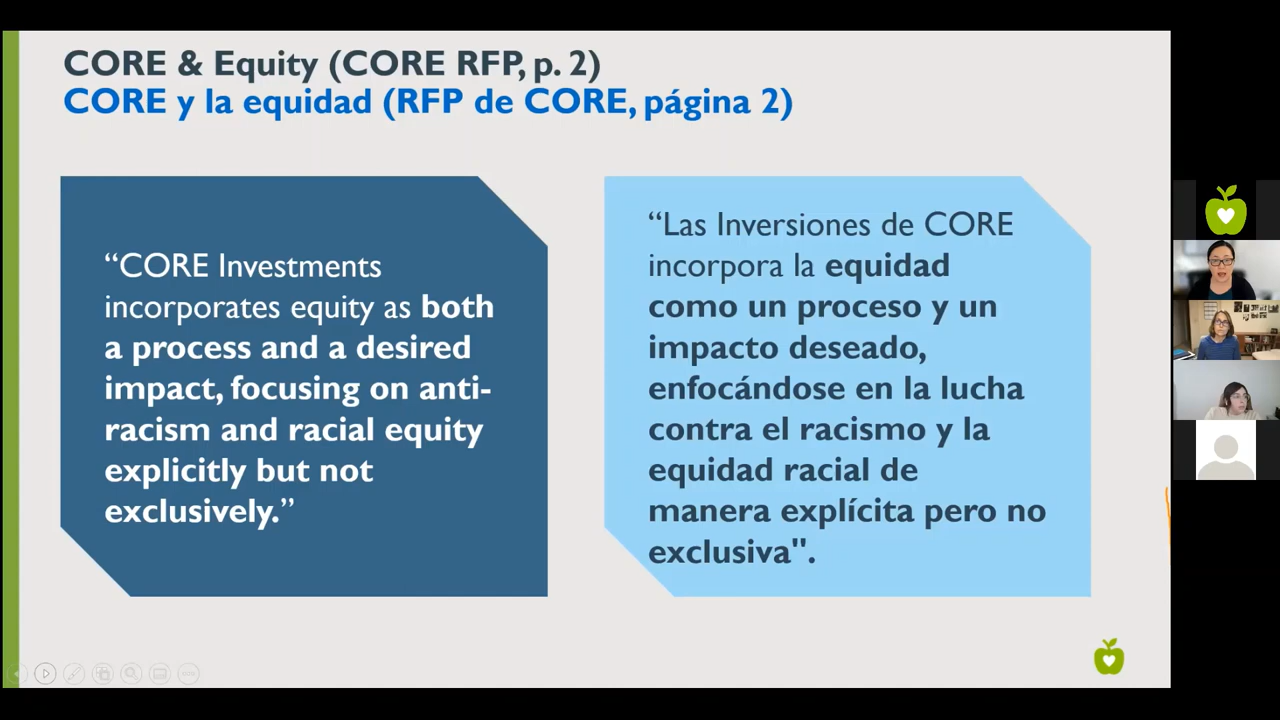 CORE & Equity (CORE RFP, p. 2)
CORE y la equidad (RFP de CORE, página 2)
“CORE Investments
incorporates equity as both
a process and a desired
impact, focusing on anti-
racism and racial equity
explicitly but not
exclusively.”
“Las Inversiones de CORE
incorpora la equidad
como un proceso y un
impacto deseado,
enfocándose en la lucha
contra el racismo y la
equidad racial de
manera explícita pero no
exclusiva".